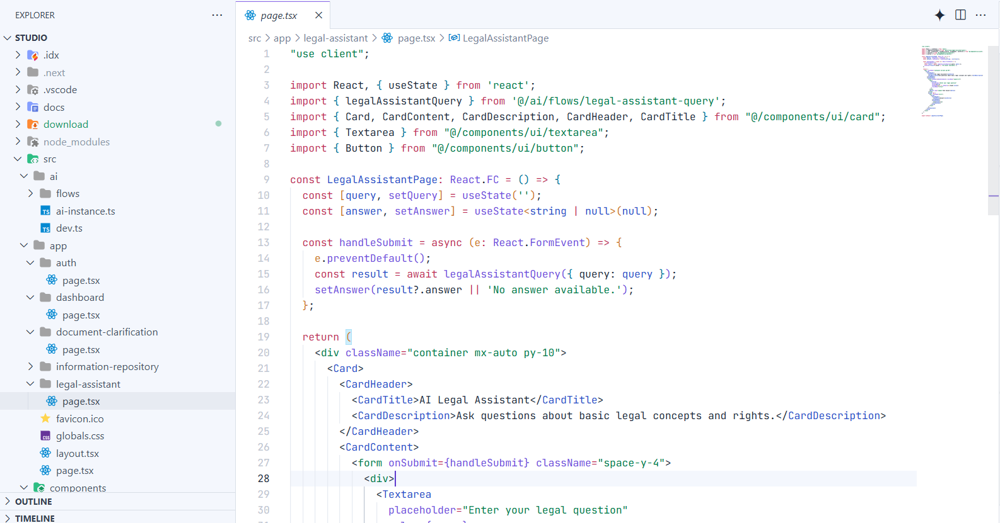 EXPLORER
STUDIO
.idx
.next
.vscode
docs
download
node_modules
src
ai
flows
ai-instance.ts
dev.ts
app
auth
page.tsx
dashboard
page.tsx
document-clarification
page.tsx
information-repository
legal-assistant
page.tsx
favicon.ico
globals.css
layout.tsx
page.tsx
components
OUTLINE
TIMELINE
page.tsx
src > app > legal-assistant > page.tsx > LegalAssistantPage
1 "use client";
2
3 import React, { useState } from 'react';
4 import { legalAssistantQuery } from '@/ai/flows/legal-assistant-query';
5 import { Card, CardContent, CardDescription, CardHeader, CardTitle } from "@/components/ui/card";
6 import { Textarea } from "@/components/ui/textarea";
7 import { Button } from "@/components/ui/button";
8
9 const LegalAssistantPage: React.FC = () => {
10 const [query, setQuery] = useState('');
11 const [answer, setAnswer] = useState<string | null>(null);
12
13 const handleSubmit = async (e: React.FormEvent) => {
14 e.preventDefault();
15 const result = await legalAssistantQuery({ query: query });
16 setAnswer(result?.answer || 'No answer available.');
17 };
18
19 return (
20 <div className="container mx-auto py-10">
21 <Card>
22 <CardHeader>
23 <CardTitle>AI Legal Assistant</CardTitle>
24 <CardDescription>Ask questions about basic legal concepts and rights.</CardDescription>
25 </CardHeader>
26 <CardContent>
27 <form onSubmit={handleSubmit} className="space-y-4">
28 <div>
29 <Textarea
30 placeholder="Enter your legal question"